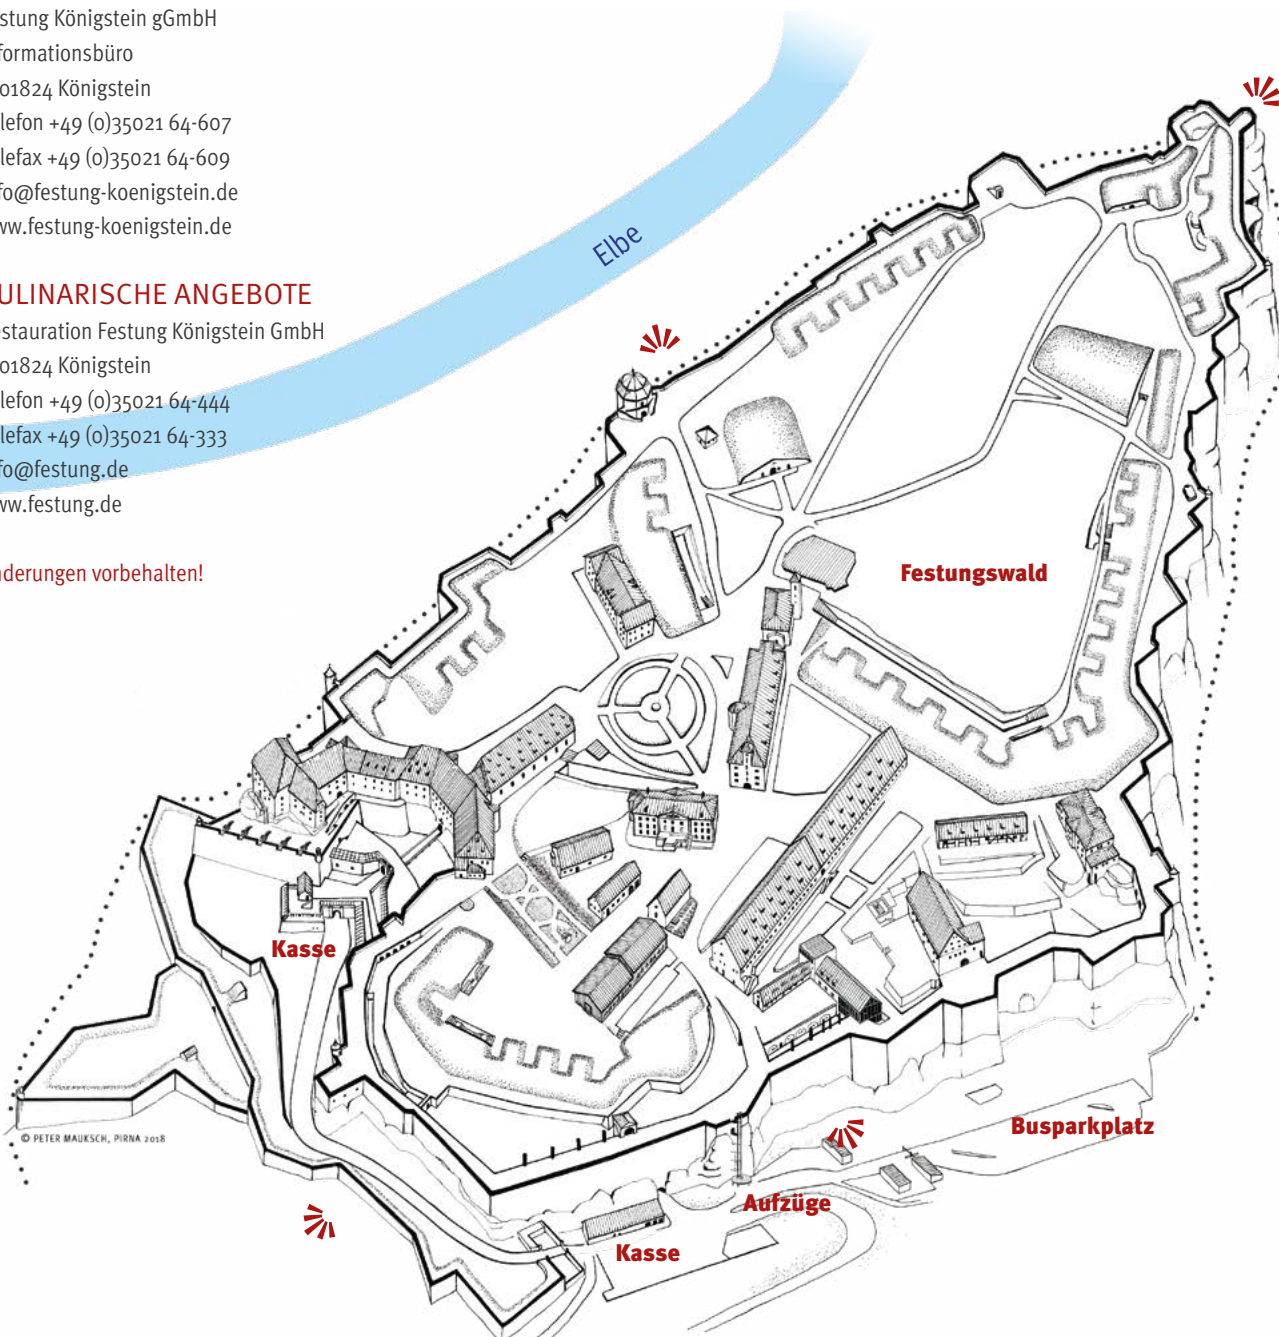 stung Königstein gGmbH
formationsbüro
01824 Königstein
lefon +49 (0)35021 64-607
lefax +49 (0)35021 64-609
fo@festung-koenigstein.de
ww.festung-koenigstein.de
ULINARISCHE ANGEBOTE
estauration Festung Königstein GmbH
01824 Königstein
lefon +49 (0)35021 64-444
lefax +49 (0)35021 64-333
fo@festung.de
ww.festung.de
nderungen vorbehalten!
Elbe
Festungswald
Kasse
© PETER MAUKSCH, PIRNA 2018
Busparkplatz
Aufzüge
Kasse